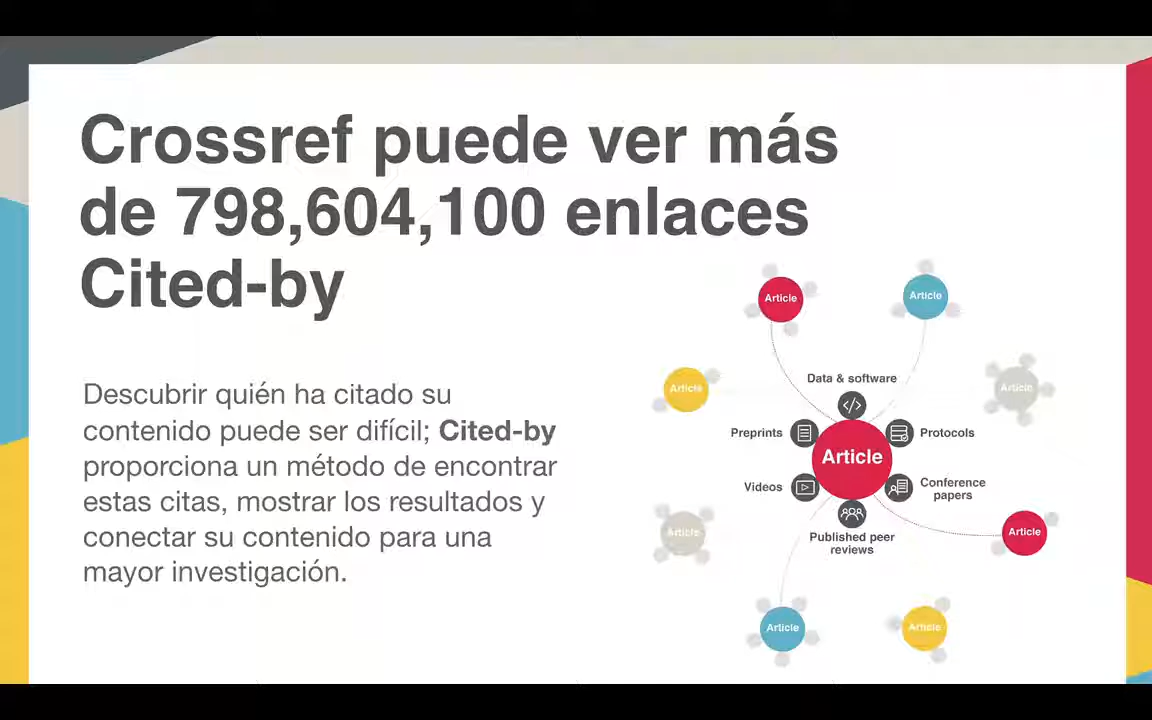 Crossref puede ver más
de 798,604,100 enlaces
Cited-by
Descubrir quién ha citado su
contenido puede ser difícil; Cited-by
proporciona un método de encontrar
estas citas, mostrar los resultados y
conectar su contenido para una
mayor investigación.
Article
Article
Article
Article
Data & software
Preprints
Protocols
Article
Videos
Conference
papers
Published peer
reviews
Article
Article
Article
Article